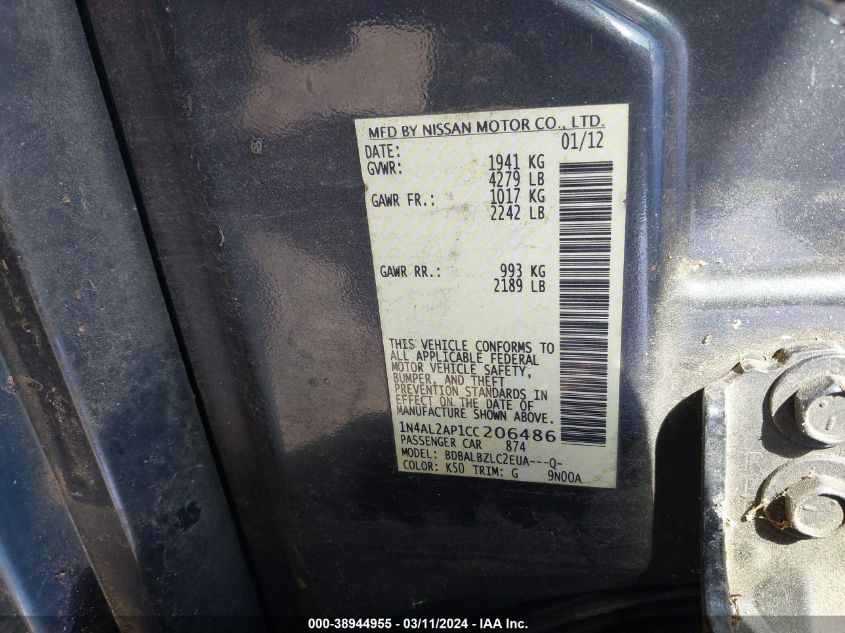 MFD BY NISSAN MOTOR CO., LTD.
DATE: 01/12
GVWR: 1941 KG
4279 LB
GAWR FR.: 1017 KG
2242 LB
GAWR RR.: 993 KG
2189 LB
THIS VEHICLE CONFORMS TO
ALL APPLICABLE FEDERAL
MOTOR VEHICLE SAFETY,
BUMPER, AND THEFT
PREVENTION STANDARDS IN
EFFECT ON THE DATE OF
MANUFACTURE SHOWN ABOVE.
1N4AL2AP1CC206486
PASSENGER CAR 874
MODEL: BDBALBZLC2EUA---Q-
COLOR: K50 TRIM: G 9N00A
000-38944955 - 03/11/2024 - IAA Inc.